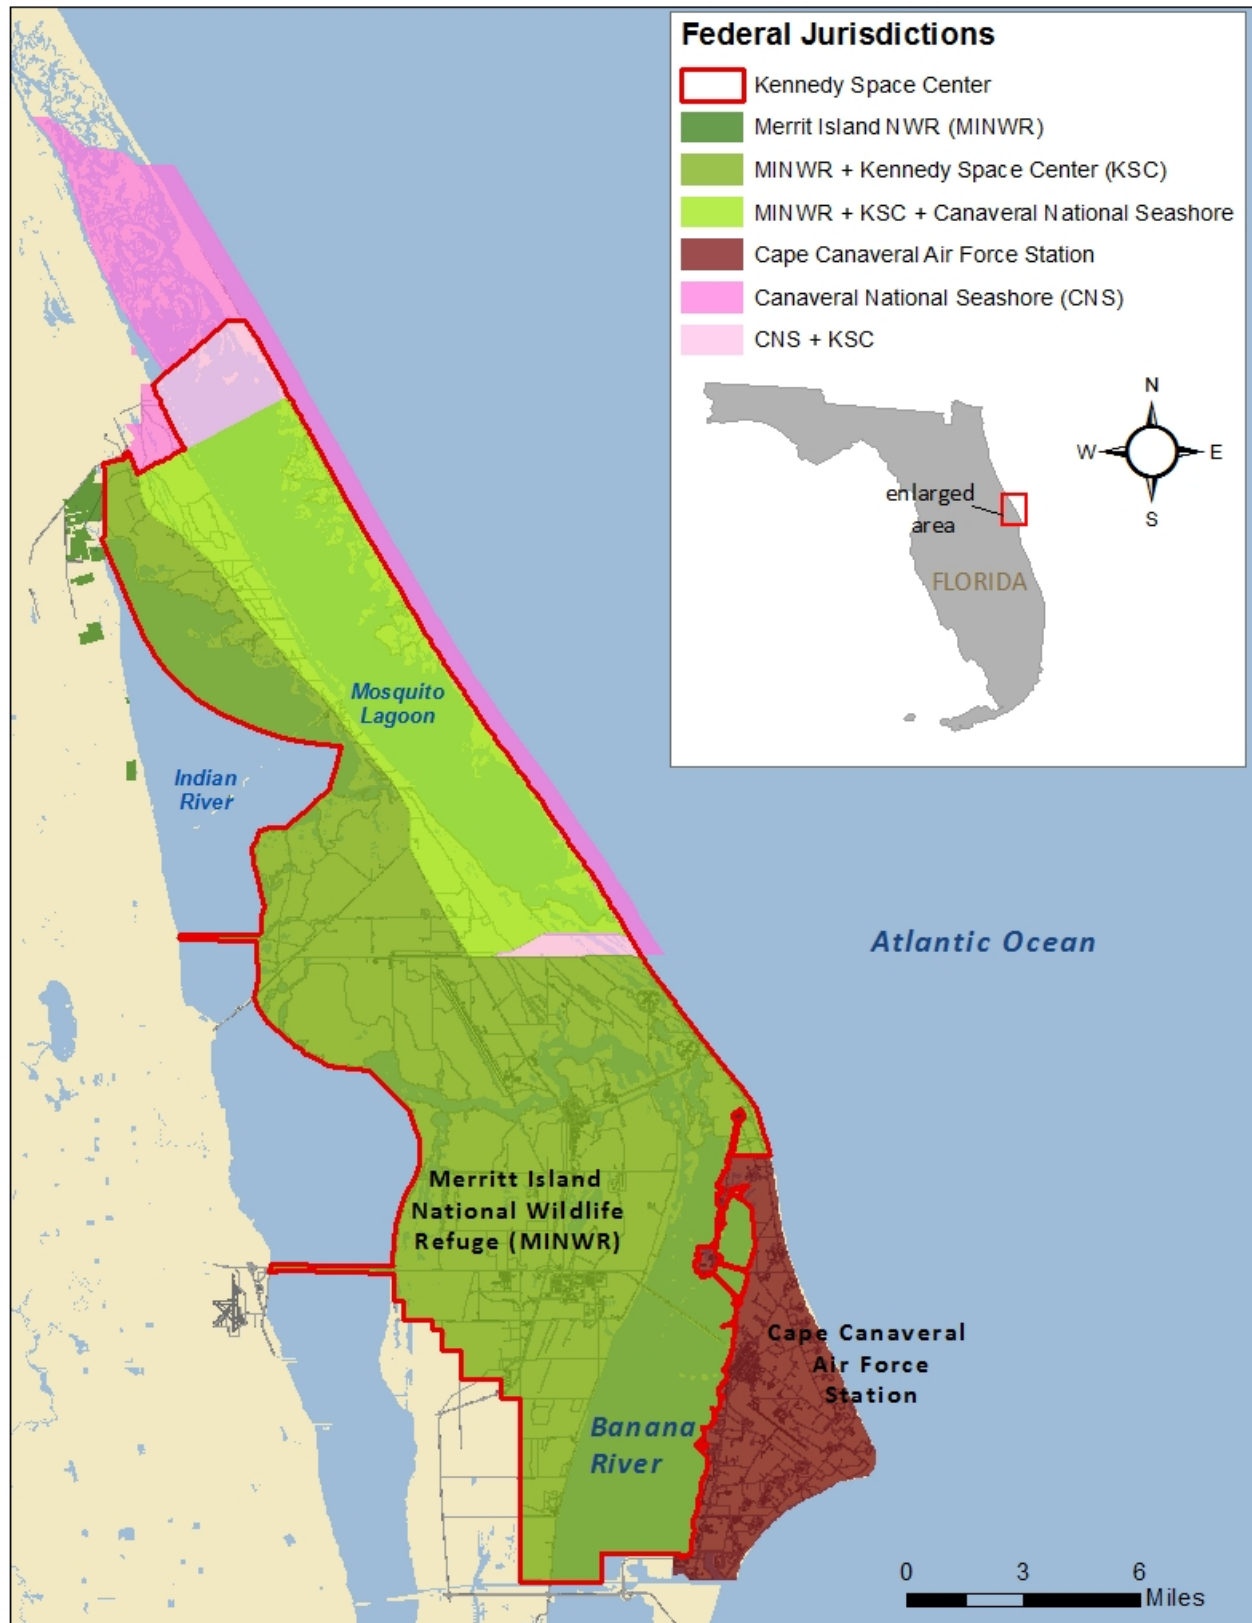 Federal Jurisdictions
Kennedy Space Center
Merrit Island NWR (MINWR)
MINWR + Kennedy Space Center (KSC)
MINWR + KSC + Canaveral National Seashore
Cape Canaveral Air Force Station
Canaveral National Seashore (CNS)
CNS + KSC
N
W
E
S
enlarged
area
FLORIDA
Mosquito
Lagoon
Indian
River
Atlantic Ocean
Merritt Island
National Wildlife
Refuge (MINWR)
Cape Canaveral
Air Force
Station
Banana
River
0 3 6
Miles